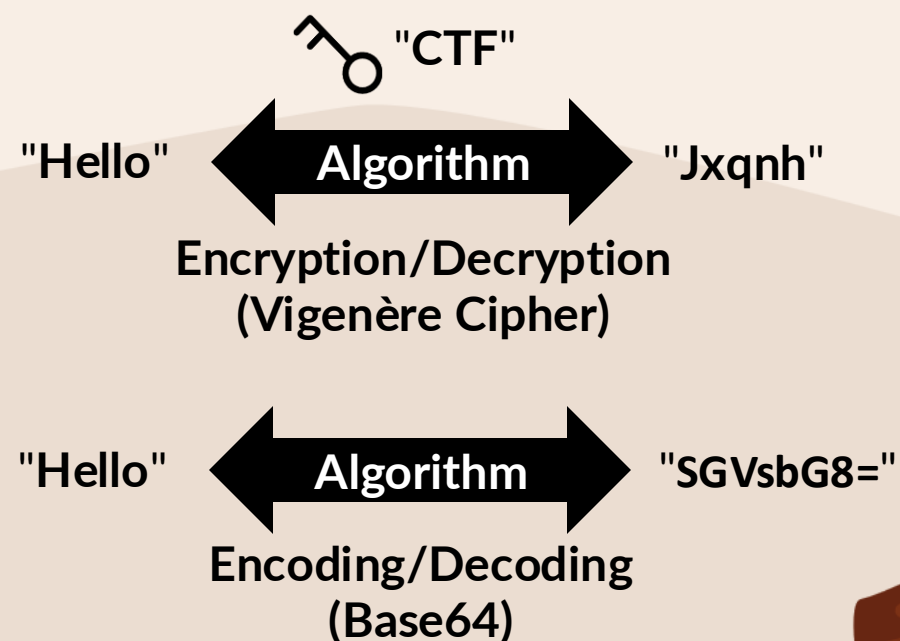 "CTF"
"Hello" Algorithm "Jxqnh"
Encryption/Decryption
(Vigenère Cipher)
"Hello" Algorithm "SGVsbG8="
Encoding/Decoding
(Base64)